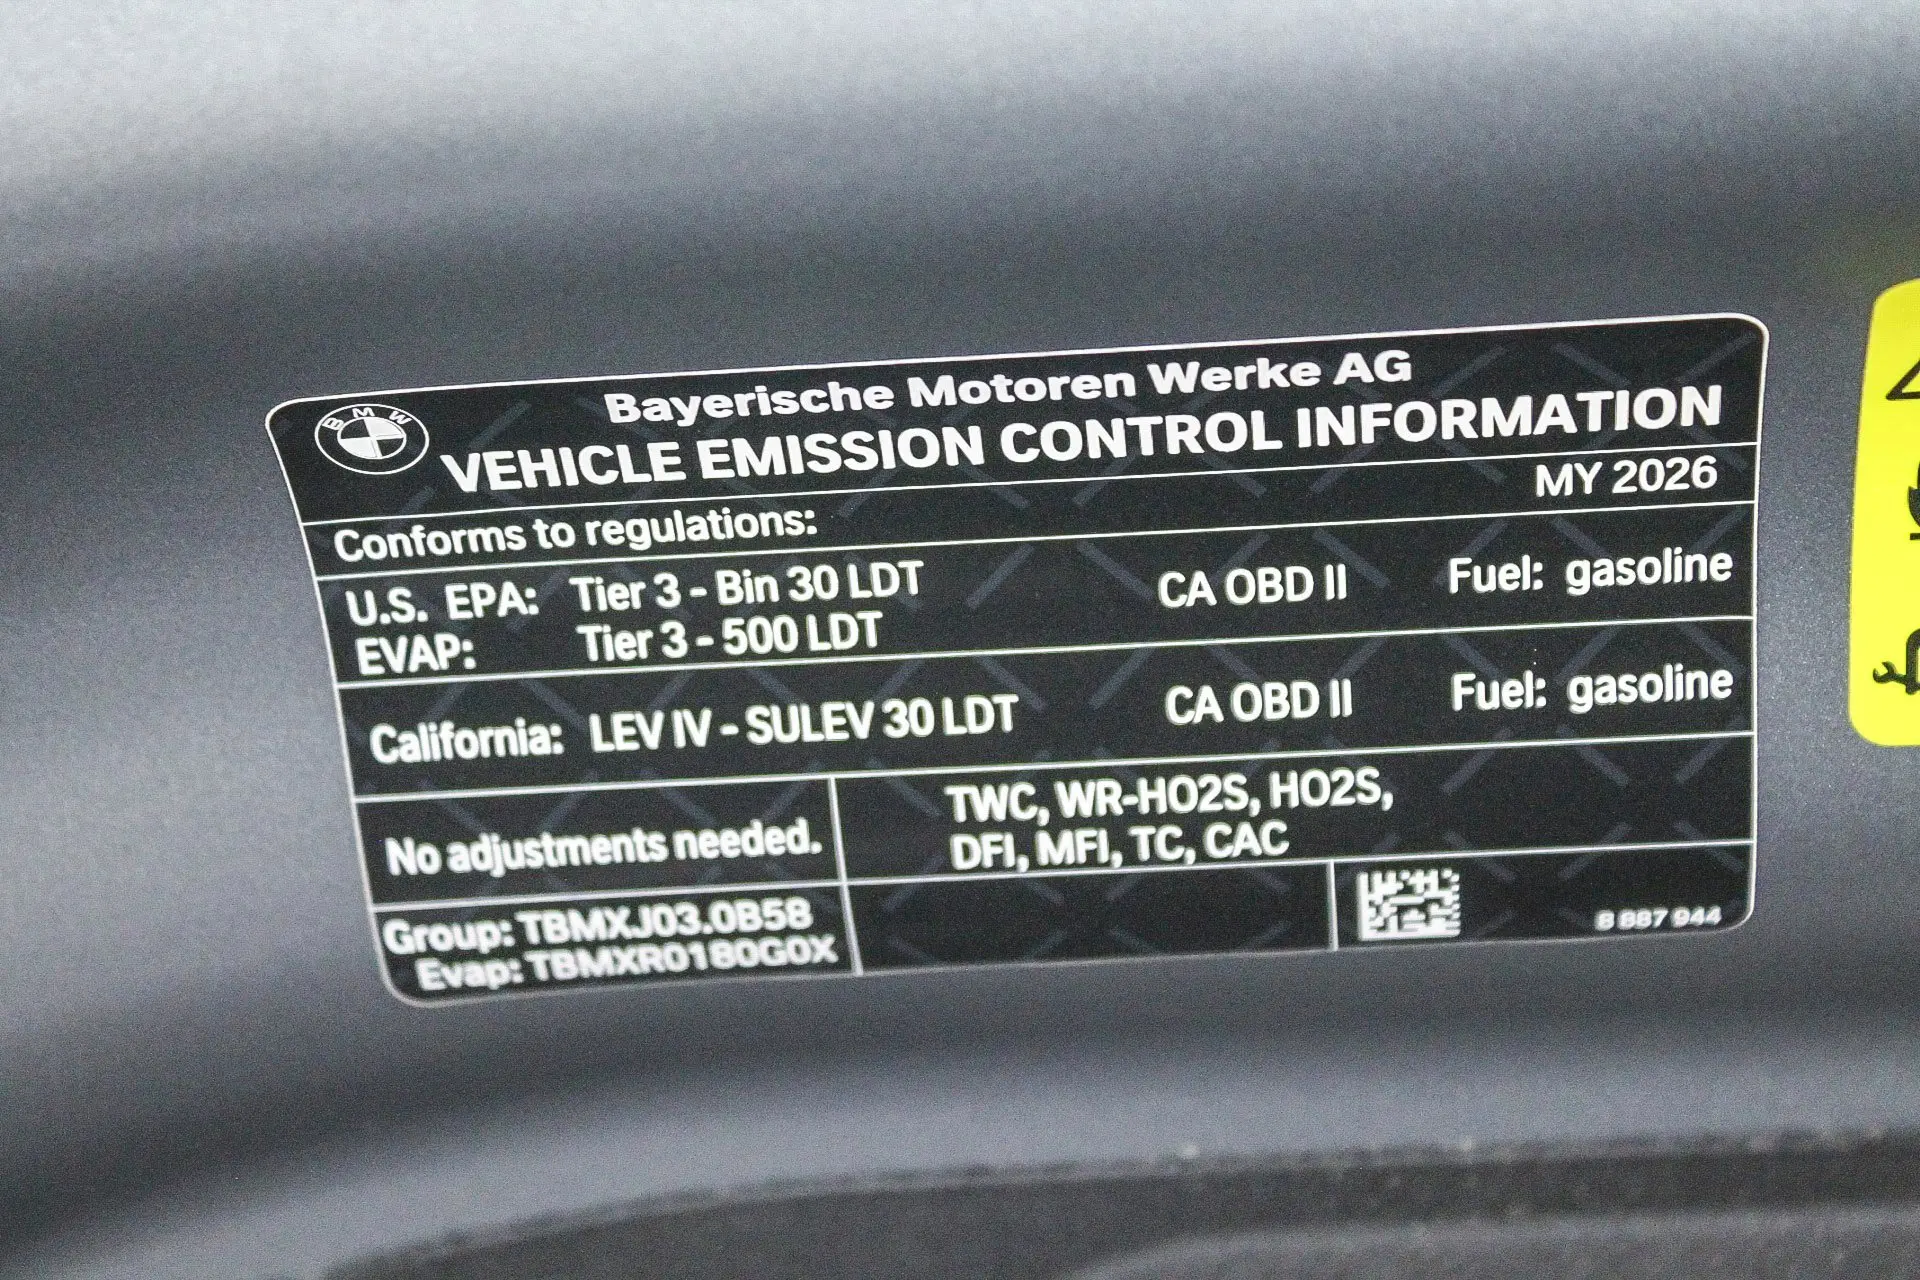 BMW
Bayerische Motoren Werke AG
VEHICLE EMISSION CONTROL INFORMATION
MY 2026
Conforms to regulations:
U.S. EPA: Tier 3 - Bin 30 LDT CA OBD II Fuel: gasoline
EVAP: Tier 3 - 500 LDT
California: LEV IV - SULEV 30 LDT CA OBD II Fuel: gasoline
No adjustments needed.
TWC, WR-HO2S, HO2S,
DFI, MFI, TC, CAC
Group: TBMXJ03.0B58
Evap: TBMXR0180G0X
8 887 944